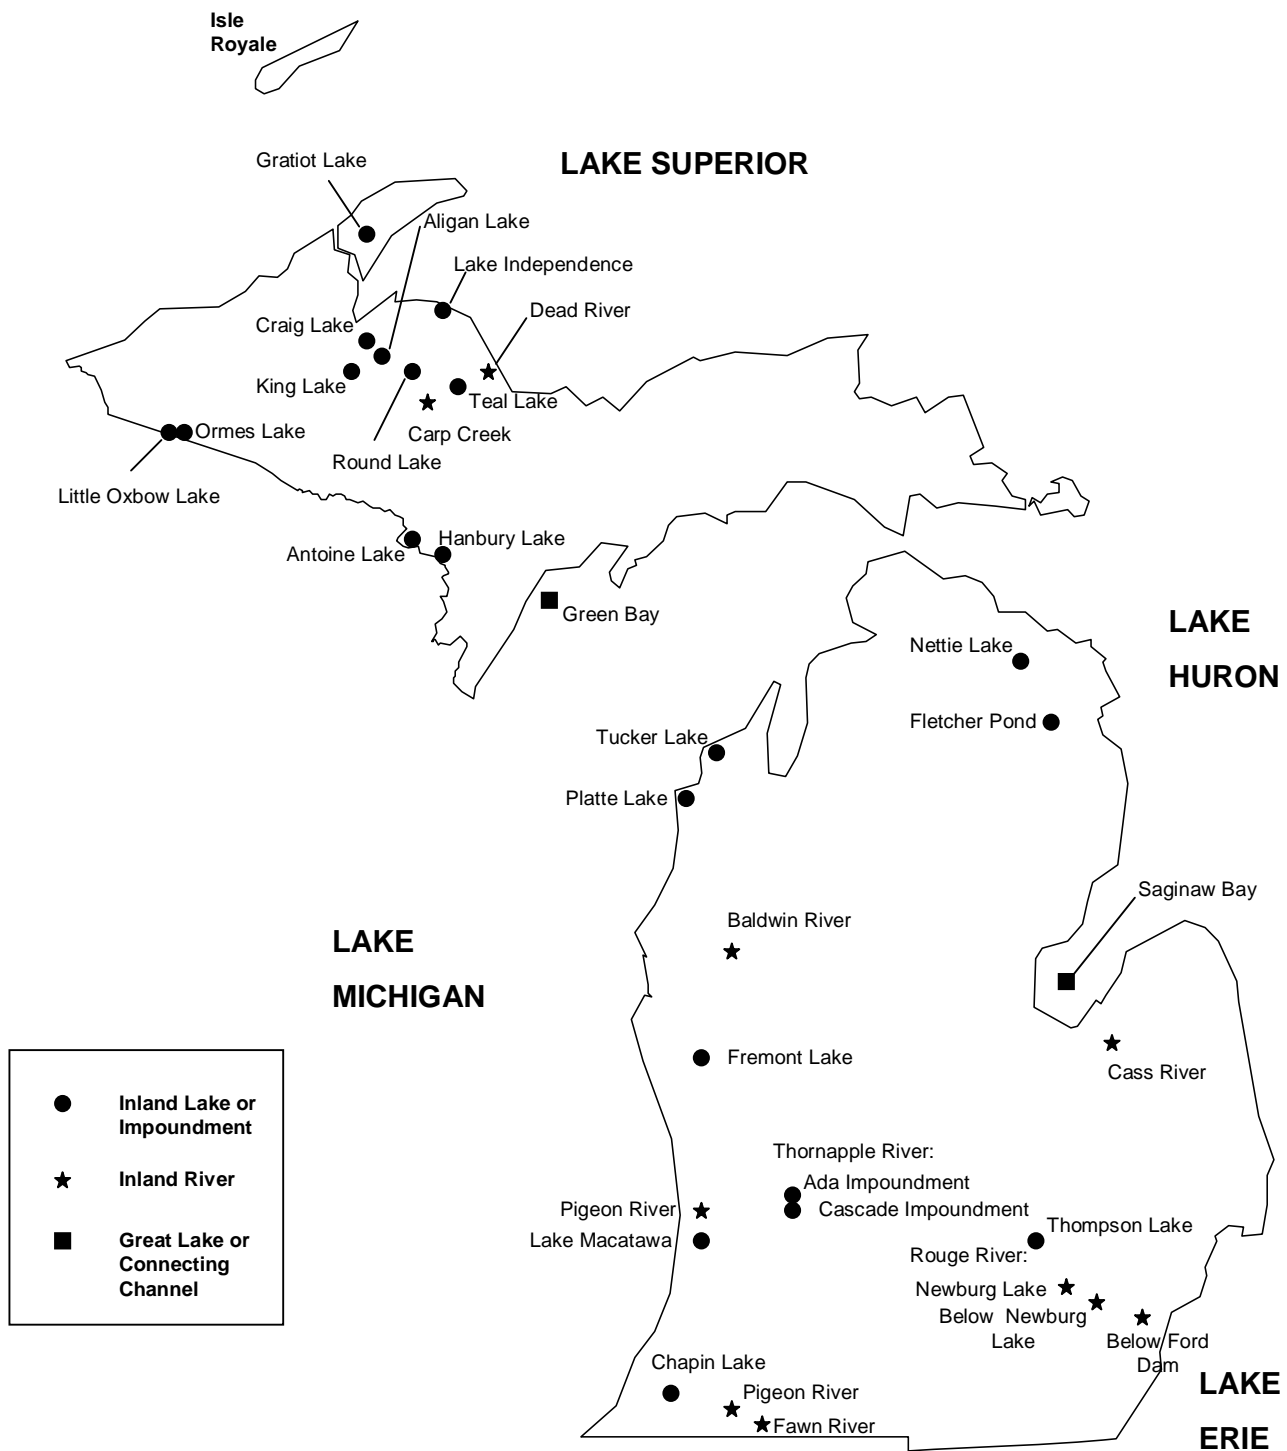 Isle
Royale
Gratiot Lake
LAKE SUPERIOR
Aligan Lake
Lake Independence
Dead River
Craig Lake
King Lake
Teal Lake
Ormes Lake
Carp Creek
Round Lake
Little Oxbow Lake
Hanbury Lake
Antoine Lake
Green Bay
LAKE
HURON
Nettie Lake
Fletcher Pond
Tucker Lake
Platte Lake
Saginaw Bay
Baldwin River
LAKE
MICHIGAN
Fremont Lake
Cass River
Inland Lake or
Impoundment
Inland River
Great Lake or
Connecting
Channel
Thornapple River:
Ada Impoundment
Cascade Impoundment
Pigeon River
Lake Macatawa
Thompson Lake
Rouge River:
Newburg Lake
Below Newburg
Lake
Below Ford
Dam
Chapin Lake
Pigeon River
Fawn River
LAKE
ERIE